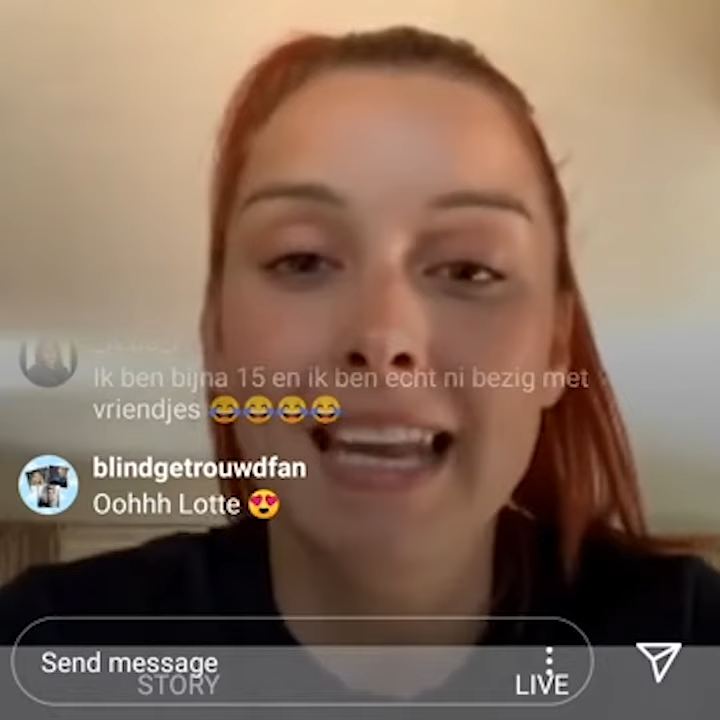 Ik ben bijna 15 en ik ben echt ni bezig met
vriendjes 😂😂😂😂
blindgetrouwdfan
Oohhh Lotte 😍
Send message
STORY
LIVE